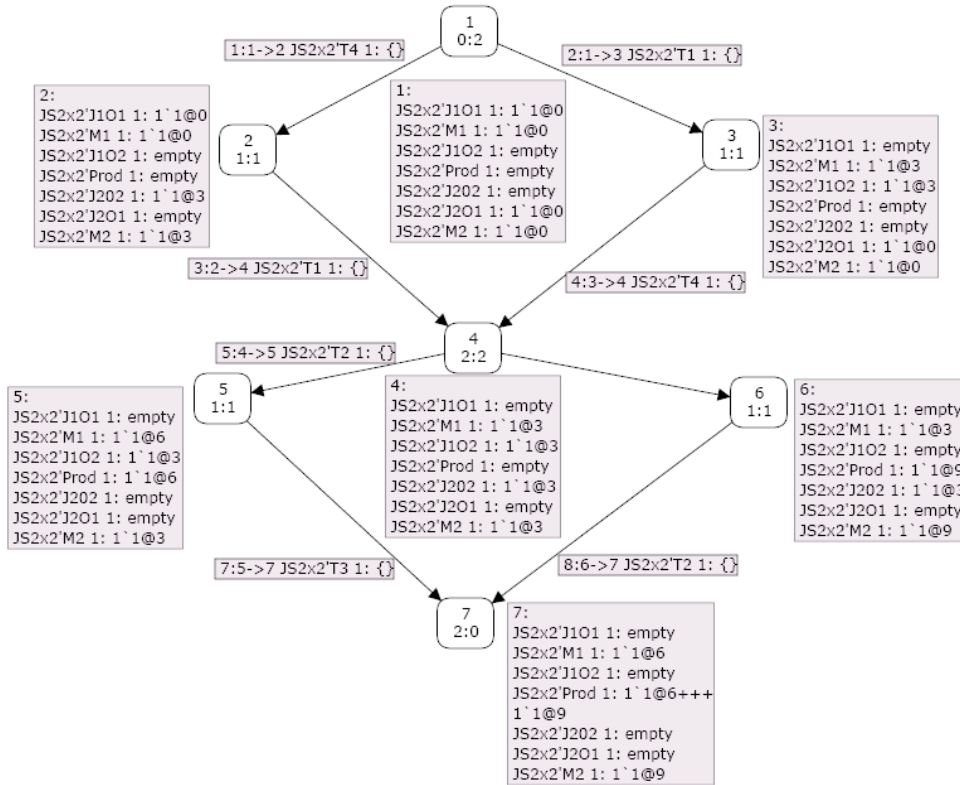 1
0:2
1:1->2 JS2x2'T4 1: {}
2:1->3 JS2x2'T1 1: {}
2:
JS2x2'J1O1 1: 1`1@0
JS2x2'M1 1: 1`1@0
JS2x2'J1O2 1: empty
JS2x2'Prod 1: empty
JS2x2'J202 1: 1`1@3
JS2x2'J2O1 1: empty
JS2x2'M2 1: 1`1@3
2
1:1
1:
JS2x2'J1O1 1: 1`1@0
JS2x2'M1 1: 1`1@0
JS2x2'J1O2 1: empty
JS2x2'Prod 1: empty
JS2x2'J202 1: empty
JS2x2'J2O1 1: 1`1@0
JS2x2'M2 1: 1`1@0
3
1:1
3:
JS2x2'J1O1 1: empty
JS2x2'M1 1: 1`1@3
JS2x2'J1O2 1: 1`1@3
JS2x2'Prod 1: empty
JS2x2'J202 1: empty
JS2x2'J2O1 1: 1`1@0
JS2x2'M2 1: 1`1@0
3:2->4 JS2x2'T1 1: {}
4:3->4 JS2x2'T4 1: {}
4
2:2
5:4->5 JS2x2'T2 1: {}
5:
JS2x2'J1O1 1: empty
JS2x2'M1 1: 1`1@6
JS2x2'J1O2 1: 1`1@3
JS2x2'Prod 1: 1`1@6
JS2x2'J202 1: empty
JS2x2'J2O1 1: empty
JS2x2'M2 1: 1`1@3
5
1:1
4:
JS2x2'J1O1 1: empty
JS2x2'M1 1: 1`1@3
JS2x2'J1O2 1: 1`1@3
JS2x2'Prod 1: empty
JS2x2'J202 1: 1`1@3
JS2x2'J2O1 1: empty
JS2x2'M2 1: 1`1@3
6
1:1
6:
JS2x2'J1O1 1: empty
JS2x2'M1 1: 1`1@3
JS2x2'J1O2 1: empty
JS2x2'Prod 1: 1`1@9
JS2x2'J202 1: 1`1@3
JS2x2'J2O1 1: empty
JS2x2'M2 1: 1`1@9
7:5->7 JS2x2'T3 1: {}
8:6->7 JS2x2'T2 1: {}
7
2:0
7:
JS2x2'J1O1 1: empty
JS2x2'M1 1: 1`1@6
JS2x2'J1O2 1: empty
JS2x2'Prod 1: 1`1@6+++
1`1@9
JS2x2'J202 1: empty
JS2x2'J2O1 1: empty
JS2x2'M2 1: 1`1@9